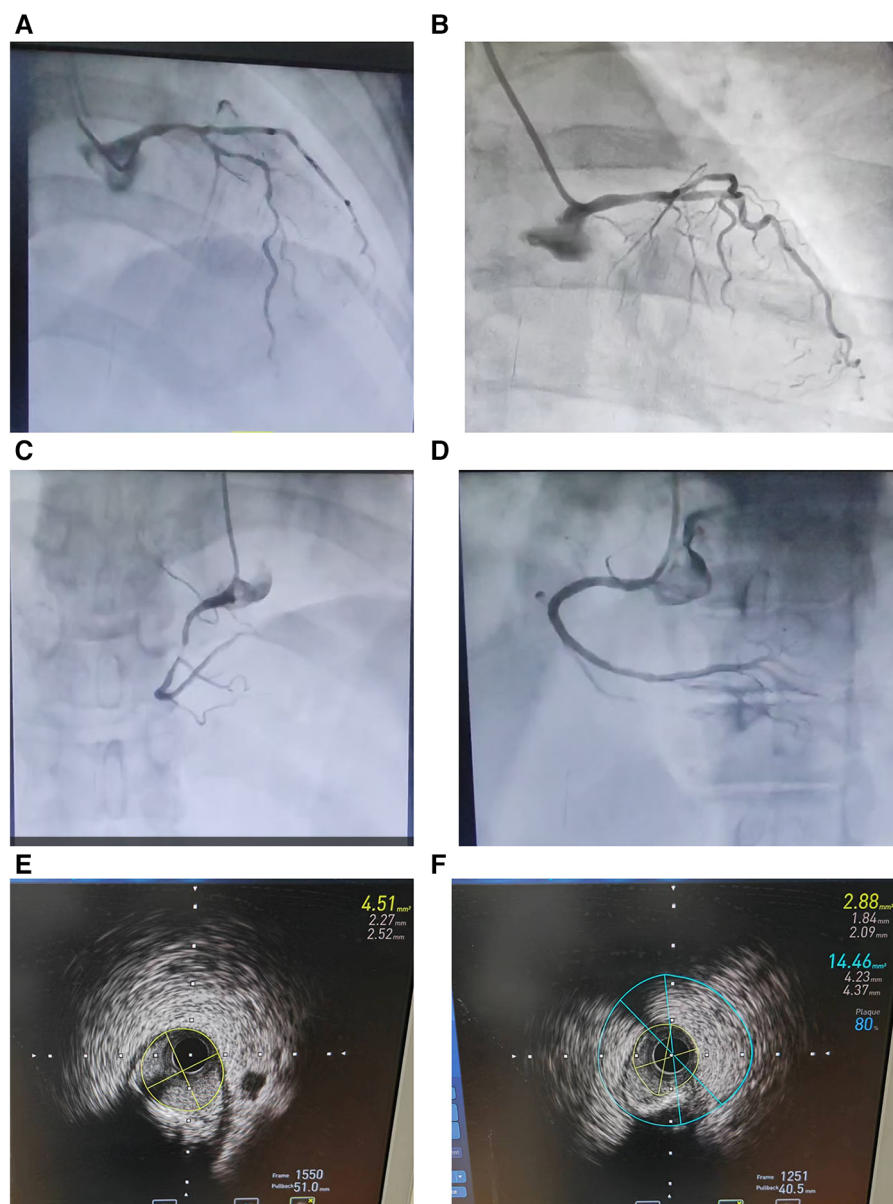 A
B
C
D
E
4.51mm²
2.27mm
2.52mm
Frame 1550
Pullback 51.0mm
F
2.88mm²
1.84mm
2.09mm
14.46mm²
4.23mm
4.37mm
Plaque
80%
Frame 1251
Pullback 40.5mm